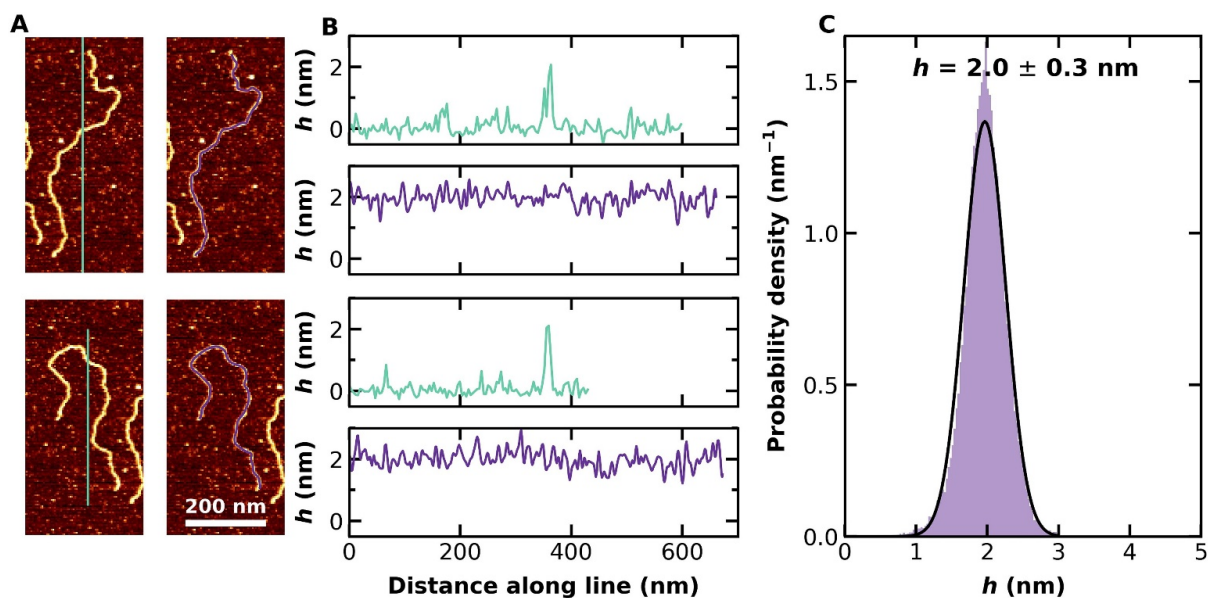 A
200 nm
B
h (nm)
2
0
h (nm)
2
0
h (nm)
2
0
h (nm)
2
0
0 200 400 600
Distance along line (nm)
C
h = 2.0 ± 0.3 nm
Probability density (nm⁻¹)
1.5
1.0
0.5
0.0
0 1 2 3 4 5
h (nm)